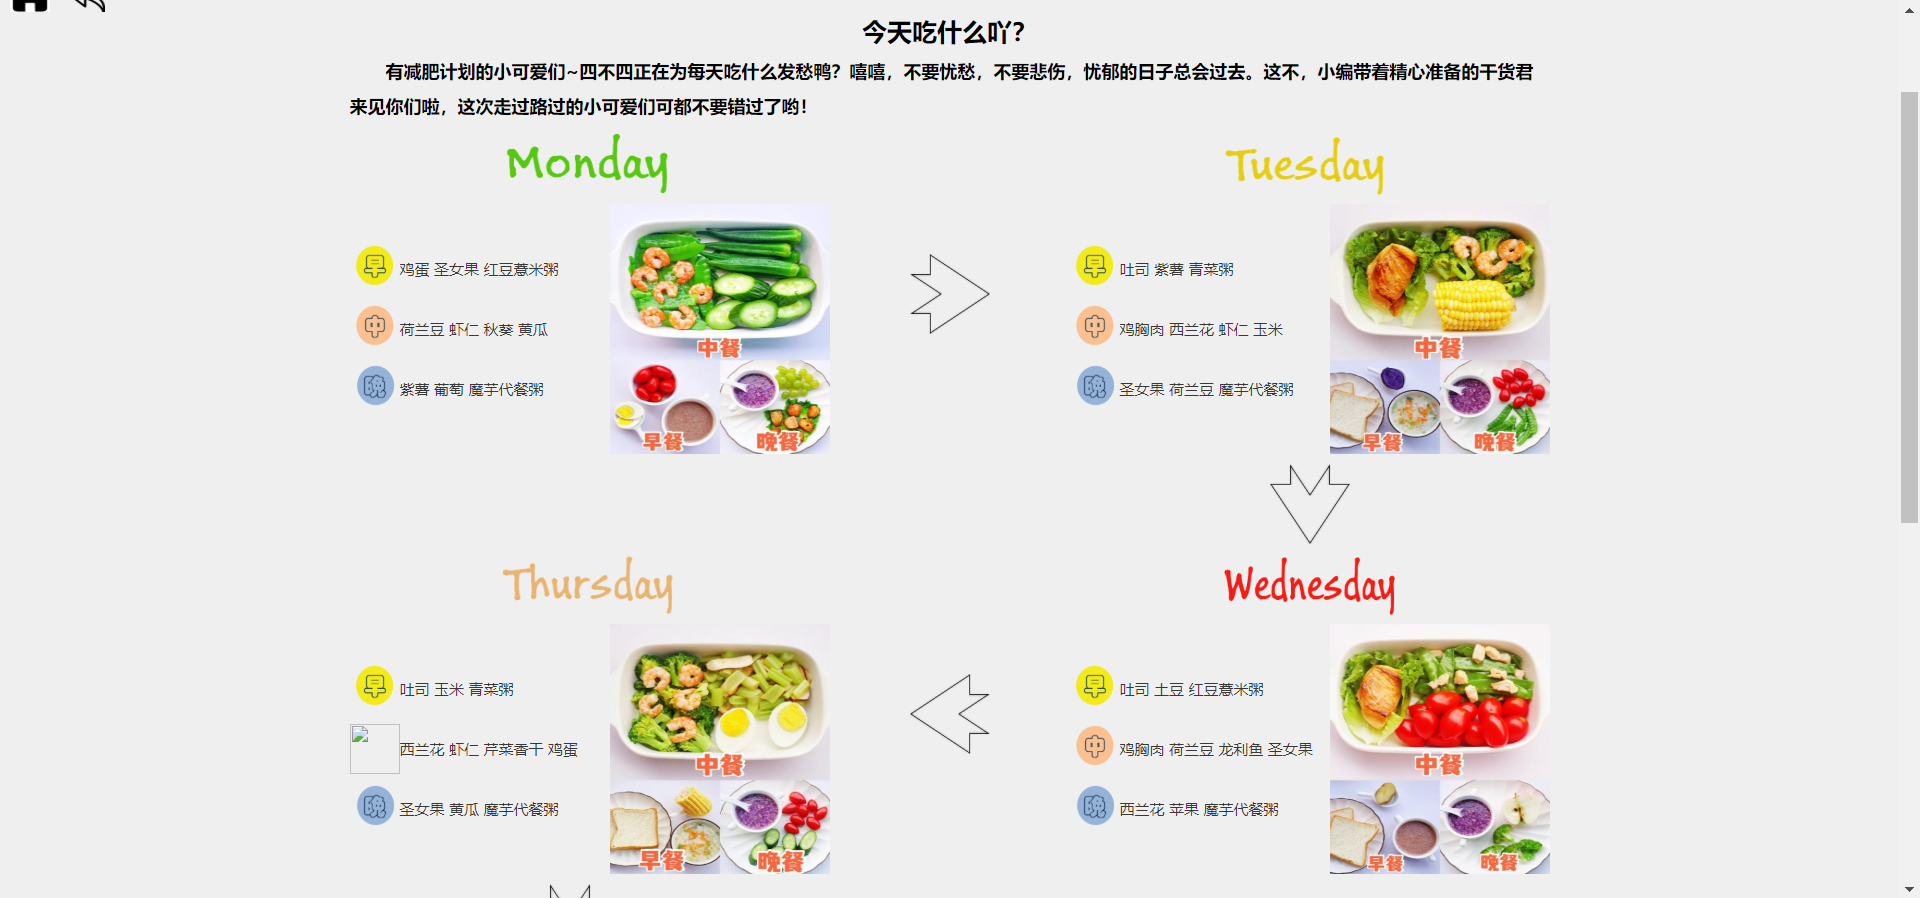 今天吃什么吖？
有减肥计划的小可爱们~四不四正在为每天吃什么发愁鸭？嘻嘻，不要忧愁，不要悲伤，忧郁的日子总会过去。这不，小编带着精心准备的干货君
来见你们啦，这次走过路过的小可爱们可都不要错过了哟！
Monday
早 鸡蛋 圣女果 红豆薏米粥
中 荷兰豆 虾仁 秋葵 黄瓜
晚 紫薯 葡萄 魔芋代餐粥
中餐
早餐
晚餐
Tuesday
早 吐司 紫薯 青菜粥
中 鸡胸肉 西兰花 虾仁 玉米
晚 圣女果 荷兰豆 魔芋代餐粥
中餐
早餐
晚餐
Thursday
早 吐司 玉米 青菜粥
西兰花 虾仁 芹菜香干 鸡蛋
晚 圣女果 黄瓜 魔芋代餐粥
中餐
早餐
晚餐
Wednesday
早 吐司 土豆 红豆薏米粥
中 鸡胸肉 荷兰豆 龙利鱼 圣女果
晚 西兰花 苹果 魔芋代餐粥
中餐
早餐
晚餐